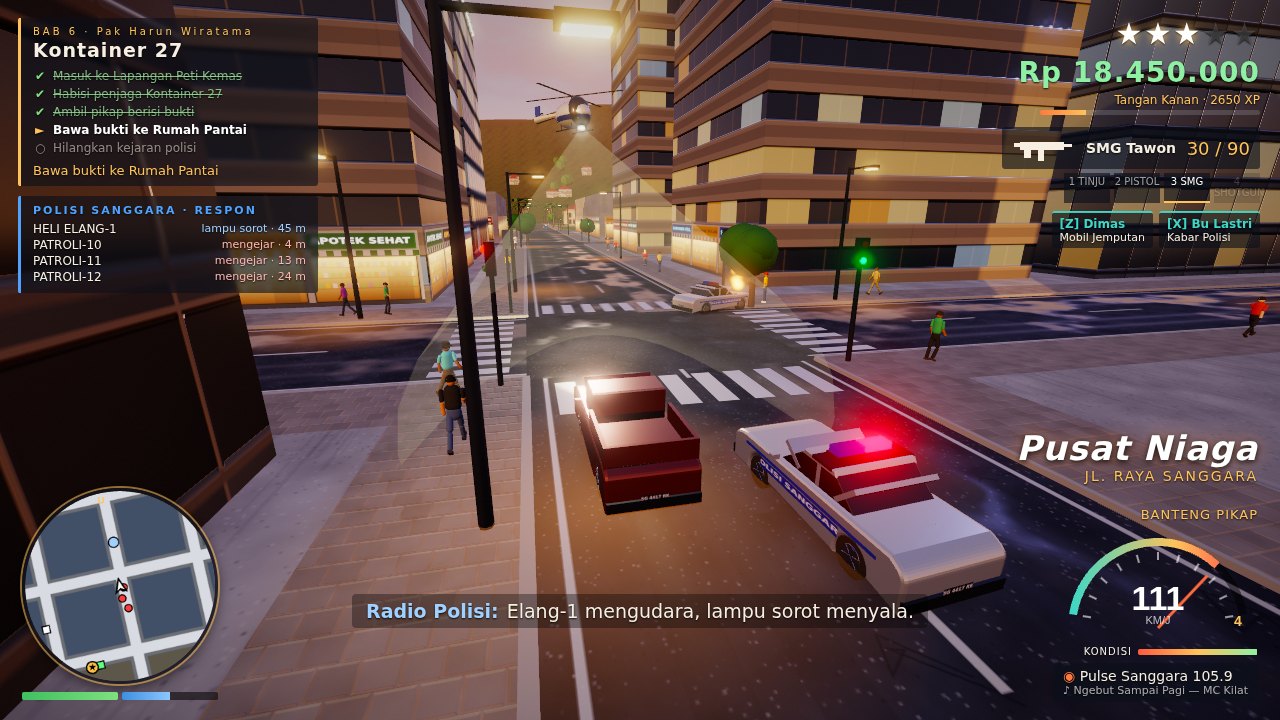 BAB 6 · Pak Harun Wiratama
Kontainer 27
✔ Masuk ke Lapangan Peti Kemas
✔ Habisi penjaga Kontainer 27
✔ Ambil pikap berisi bukti
► Bawa bukti ke Rumah Pantai
○ Hilangkan kejaran polisi
Bawa bukti ke Rumah Pantai
POLISI SANGGARA · RESPON
HELI ELANG-1 lampu sorot · 45 m
PATROLI-10 mengejar · 4 m
PATROLI-11 mengejar · 13 m
PATROLI-12 mengejar · 24 m
Rp 18.450.000
Tangan Kanan · 2650 XP
SMG Tawon 30 / 90
1 TINJU 2 PISTOL 3 SMG 4 SHOTGUN
[Z] Dimas
Mobil Jemputan
[X] Bu Lastri
Kabar Polisi
APOTEK SEHAT
POLISI SANGGAR
Pusat Niaga
JL. RAYA SANGGARA
BANTENG PIKAP
111
KM/J
4
KONDISI
Radio Polisi: Elang-1 mengudara, lampu sorot menyala.
Pulse Sanggara 105.9
♪ Ngebut Sampai Pagi — MC Kilat